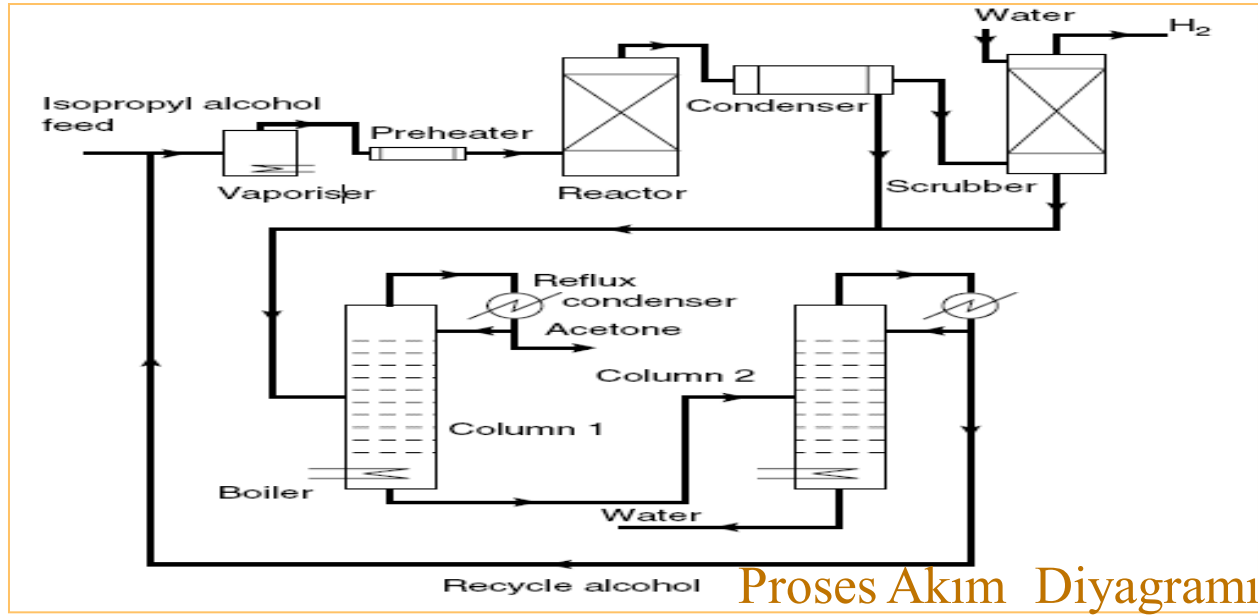 Water
H₂
Isopropyl alcohol
feed
Condenser
Preheater
Vaporiser
Reactor
Scrubber
Reflux
condenser
Acetone
Column 2
Column 1
Boiler
Water
Recycle alcohol
Proses Akım Diyagramı